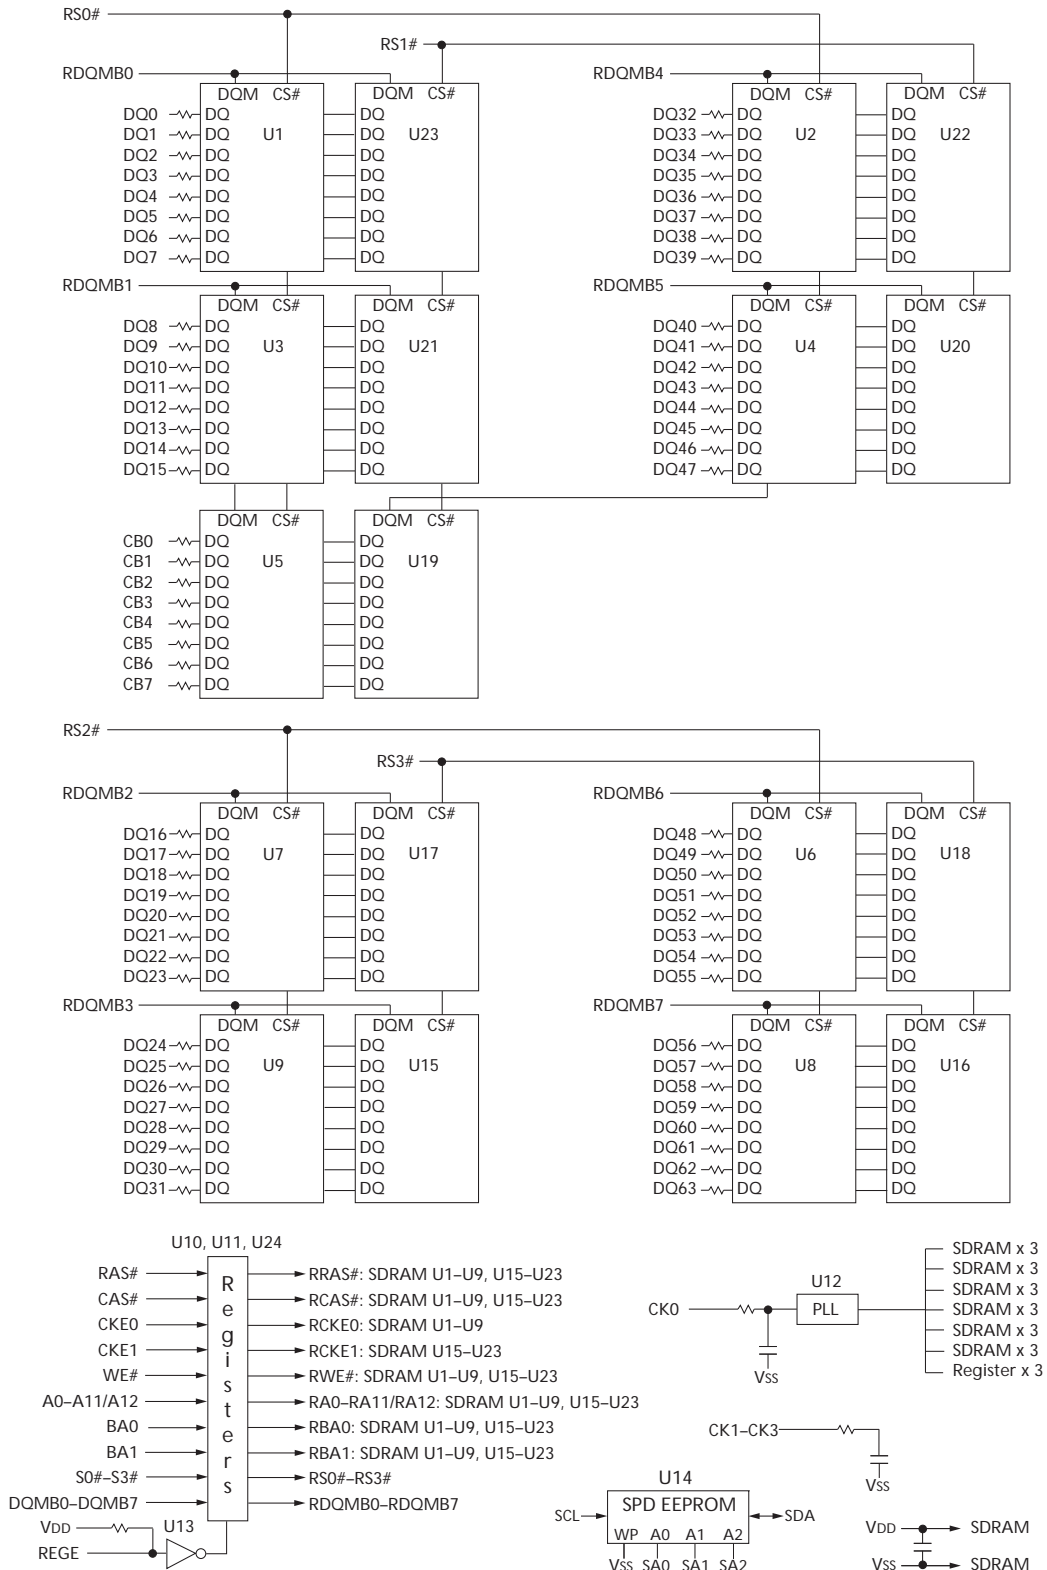 RS0#
RS1#
RDQMB0
RDQMB4
DQM CS# DQM CS# DQM CS# DQM CS#
DQ0 DQ DQ DQ32 DQ DQ
DQ1 DQ U1 DQ U23 DQ33 DQ U2 DQ U22
DQ2 DQ DQ DQ34 DQ DQ
DQ3 DQ DQ DQ35 DQ DQ
DQ4 DQ DQ DQ36 DQ DQ
DQ5 DQ DQ DQ37 DQ DQ
DQ6 DQ DQ DQ38 DQ DQ
DQ7 DQ DQ DQ39 DQ DQ
RDQMB1
RDQMB5
DQM CS# DQM CS# DQM CS# DQM CS#
DQ8 DQ DQ DQ40 DQ DQ
DQ9 DQ U3 DQ U21 DQ41 DQ U4 DQ U20
DQ10 DQ DQ DQ42 DQ DQ
DQ11 DQ DQ DQ43 DQ DQ
DQ12 DQ DQ DQ44 DQ DQ
DQ13 DQ DQ DQ45 DQ DQ
DQ14 DQ DQ DQ46 DQ DQ
DQ15 DQ DQ DQ47 DQ DQ
DQM CS# DQM CS#
CB0 DQ DQ
CB1 DQ U5 DQ U19
CB2 DQ DQ
CB3 DQ DQ
CB4 DQ DQ
CB5 DQ DQ
CB6 DQ DQ
CB7 DQ DQ
RS2#
RS3#
RDQMB2
RDQMB6
DQM CS# DQM CS# DQM CS# DQM CS#
DQ16 DQ DQ DQ48 DQ DQ
DQ17 DQ U7 DQ U17 DQ49 DQ U6 DQ U18
DQ18 DQ DQ DQ50 DQ DQ
DQ19 DQ DQ DQ51 DQ DQ
DQ20 DQ DQ DQ52 DQ DQ
DQ21 DQ DQ DQ53 DQ DQ
DQ22 DQ DQ DQ54 DQ DQ
DQ23 DQ DQ DQ55 DQ DQ
RDQMB3
RDQMB7
DQM CS# DQM CS# DQM CS# DQM CS#
DQ24 DQ DQ DQ56 DQ DQ
DQ25 DQ U9 DQ U15 DQ57 DQ U8 DQ U16
DQ26 DQ DQ DQ58 DQ DQ
DQ27 DQ DQ DQ59 DQ DQ
DQ28 DQ DQ DQ60 DQ DQ
DQ29 DQ DQ DQ61 DQ DQ
DQ30 DQ DQ DQ62 DQ DQ
DQ31 DQ DQ DQ63 DQ DQ
U10, U11, U24
Registers
RAS# RRAS#: SDRAM U1–U9, U15–U23
CAS# RCAS#: SDRAM U1–U9, U15–U23
CKE0 RCKE0: SDRAM U1–U9
CKE1 RCKE1: SDRAM U15–U23
WE# RWE#: SDRAM U1–U9, U15–U23
A0–A11/A12 RA0–RA11/RA12: SDRAM U1–U9, U15–U23
BA0 RBA0: SDRAM U1–U9, U15–U23
BA1 RBA1: SDRAM U1–U9, U15–U23
S0#–S3# RS0#–RS3#
DQMB0–DQMB7 RDQMB0–RDQMB7
VDD U13
REGE
U12
CK0 PLL
VSS
SDRAM x 3
SDRAM x 3
SDRAM x 3
SDRAM x 3
SDRAM x 3
SDRAM x 3
Register x 3
CK1–CK3
VSS
U14
SPD EEPROM
SCL SDA
WP A0 A1 A2
VSS SA0 SA1 SA2
VDD SDRAM
VSS SDRAM